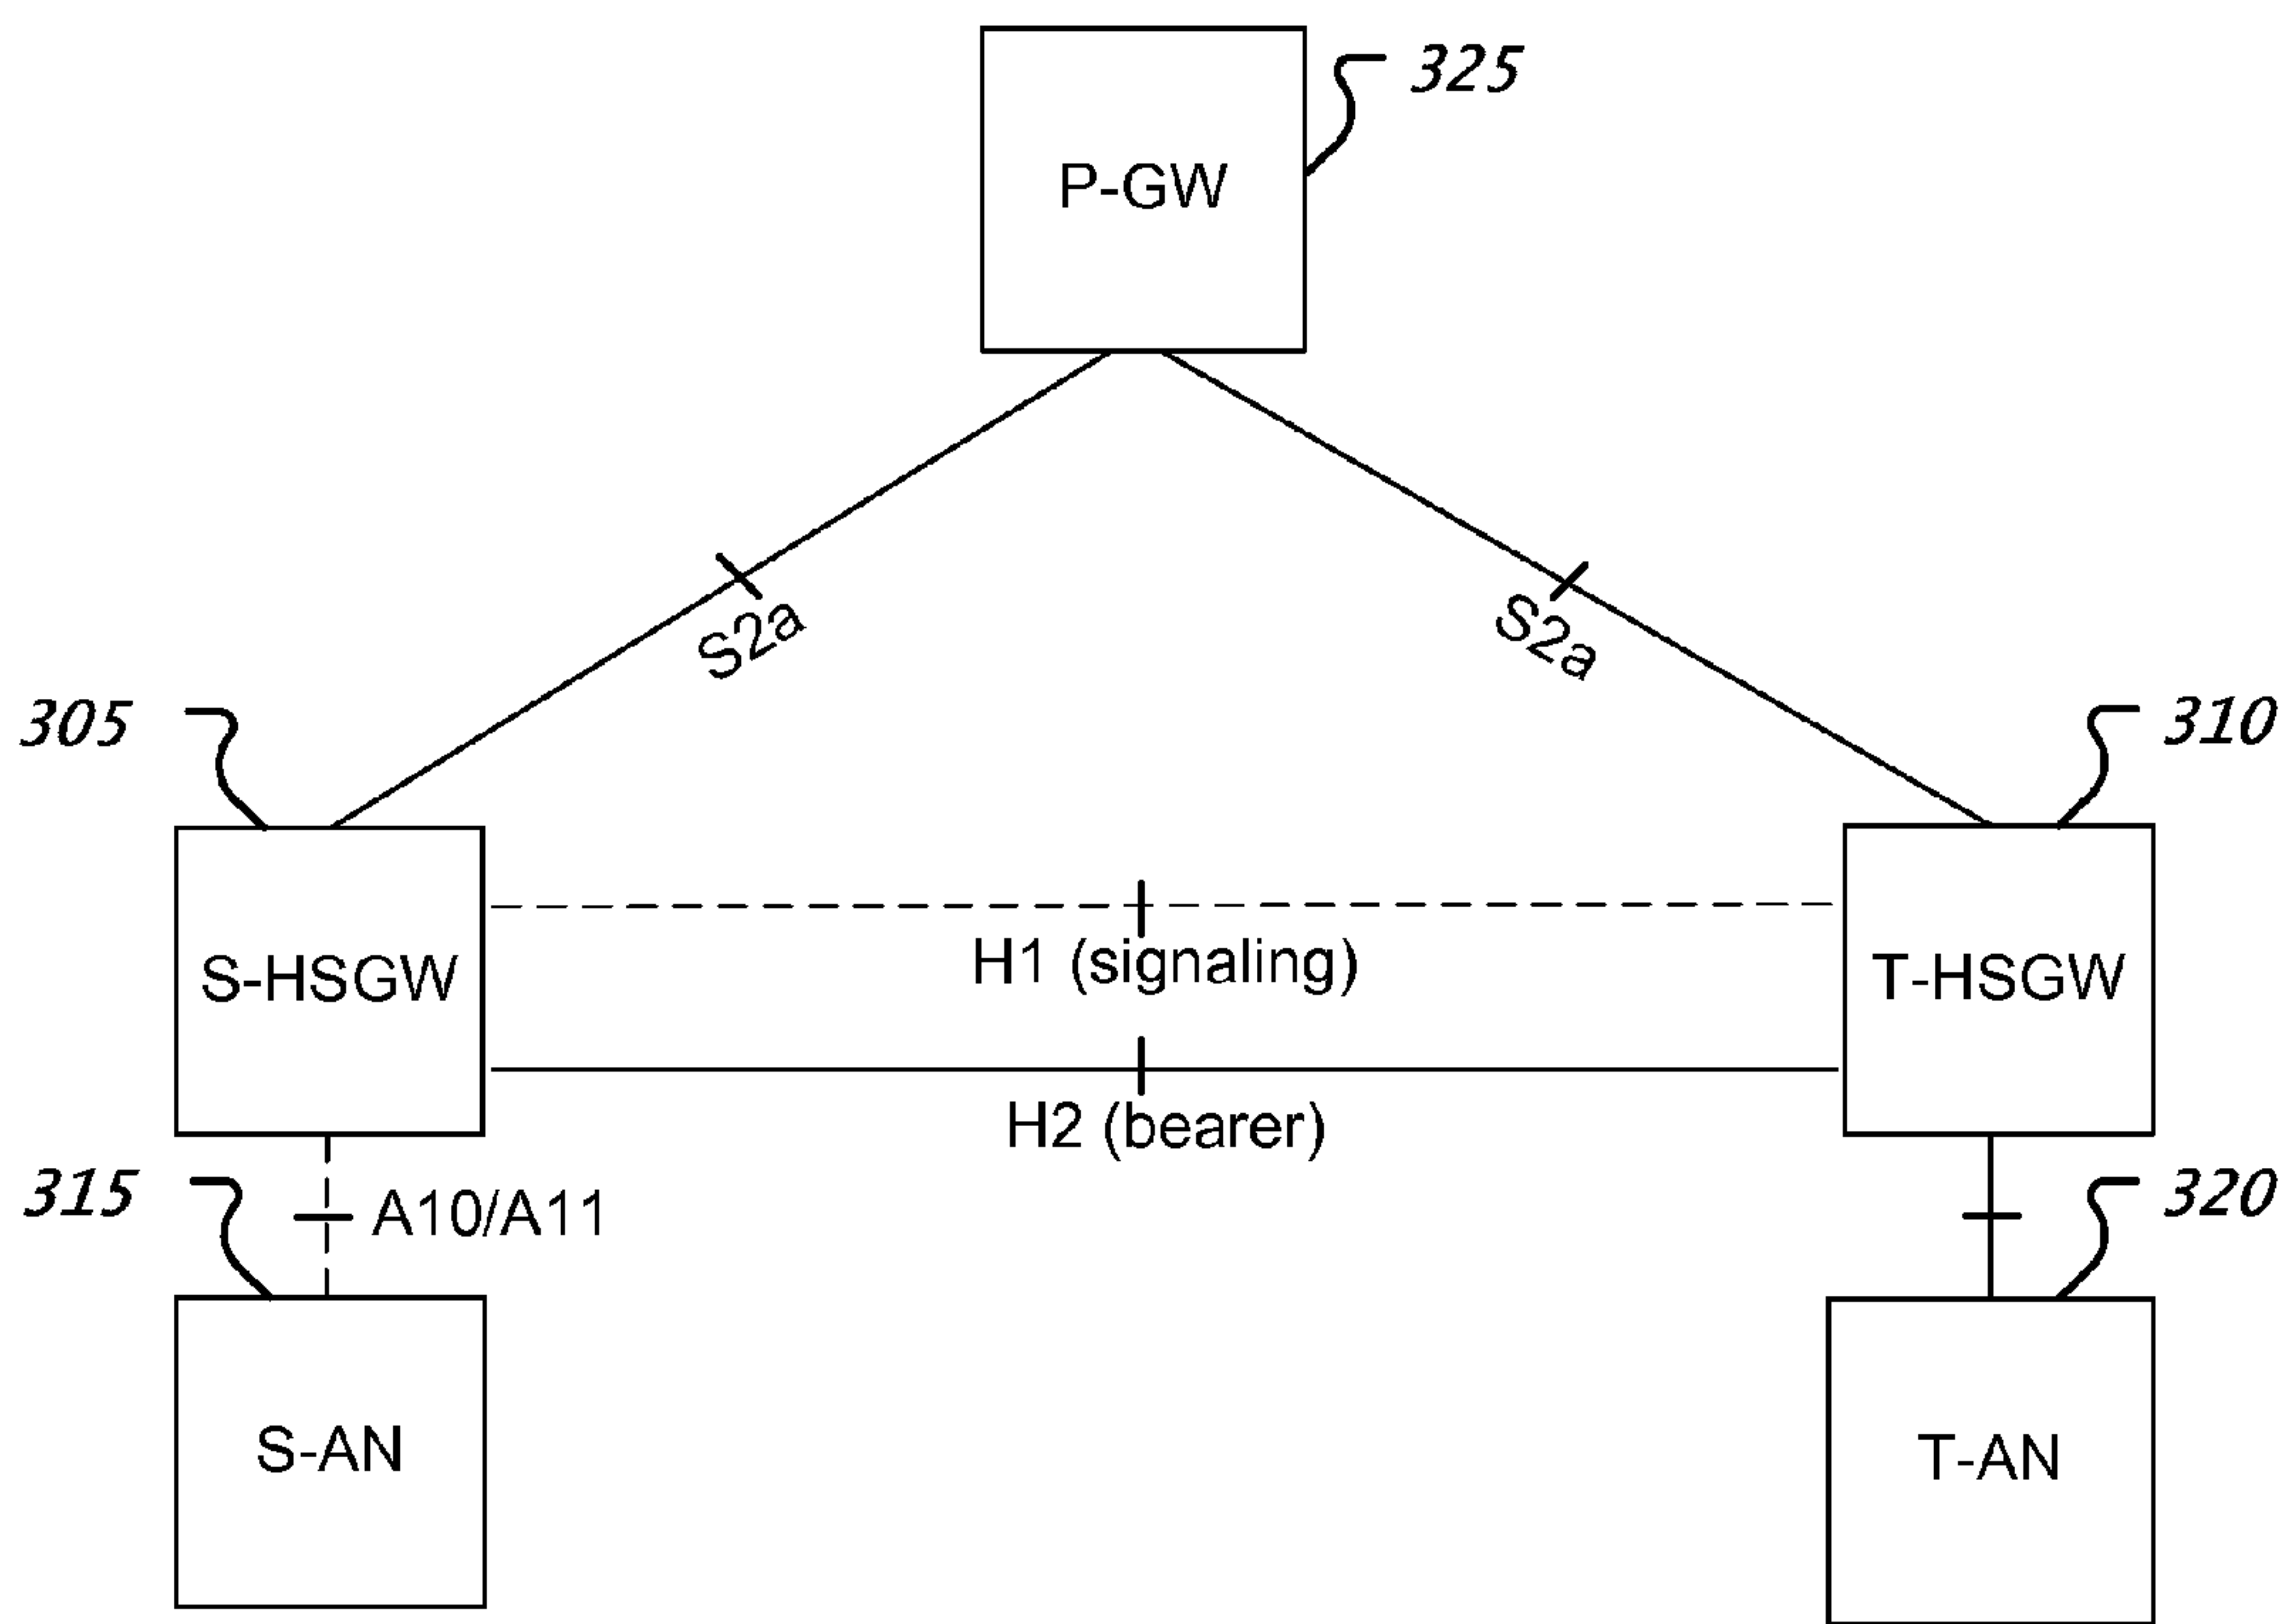 325
P-GW
S2a
S2a
305
310
S-HSGW
H1 (signaling)
T-HSGW
H2 (bearer)
315
A10/A11
320
S-AN
T-AN